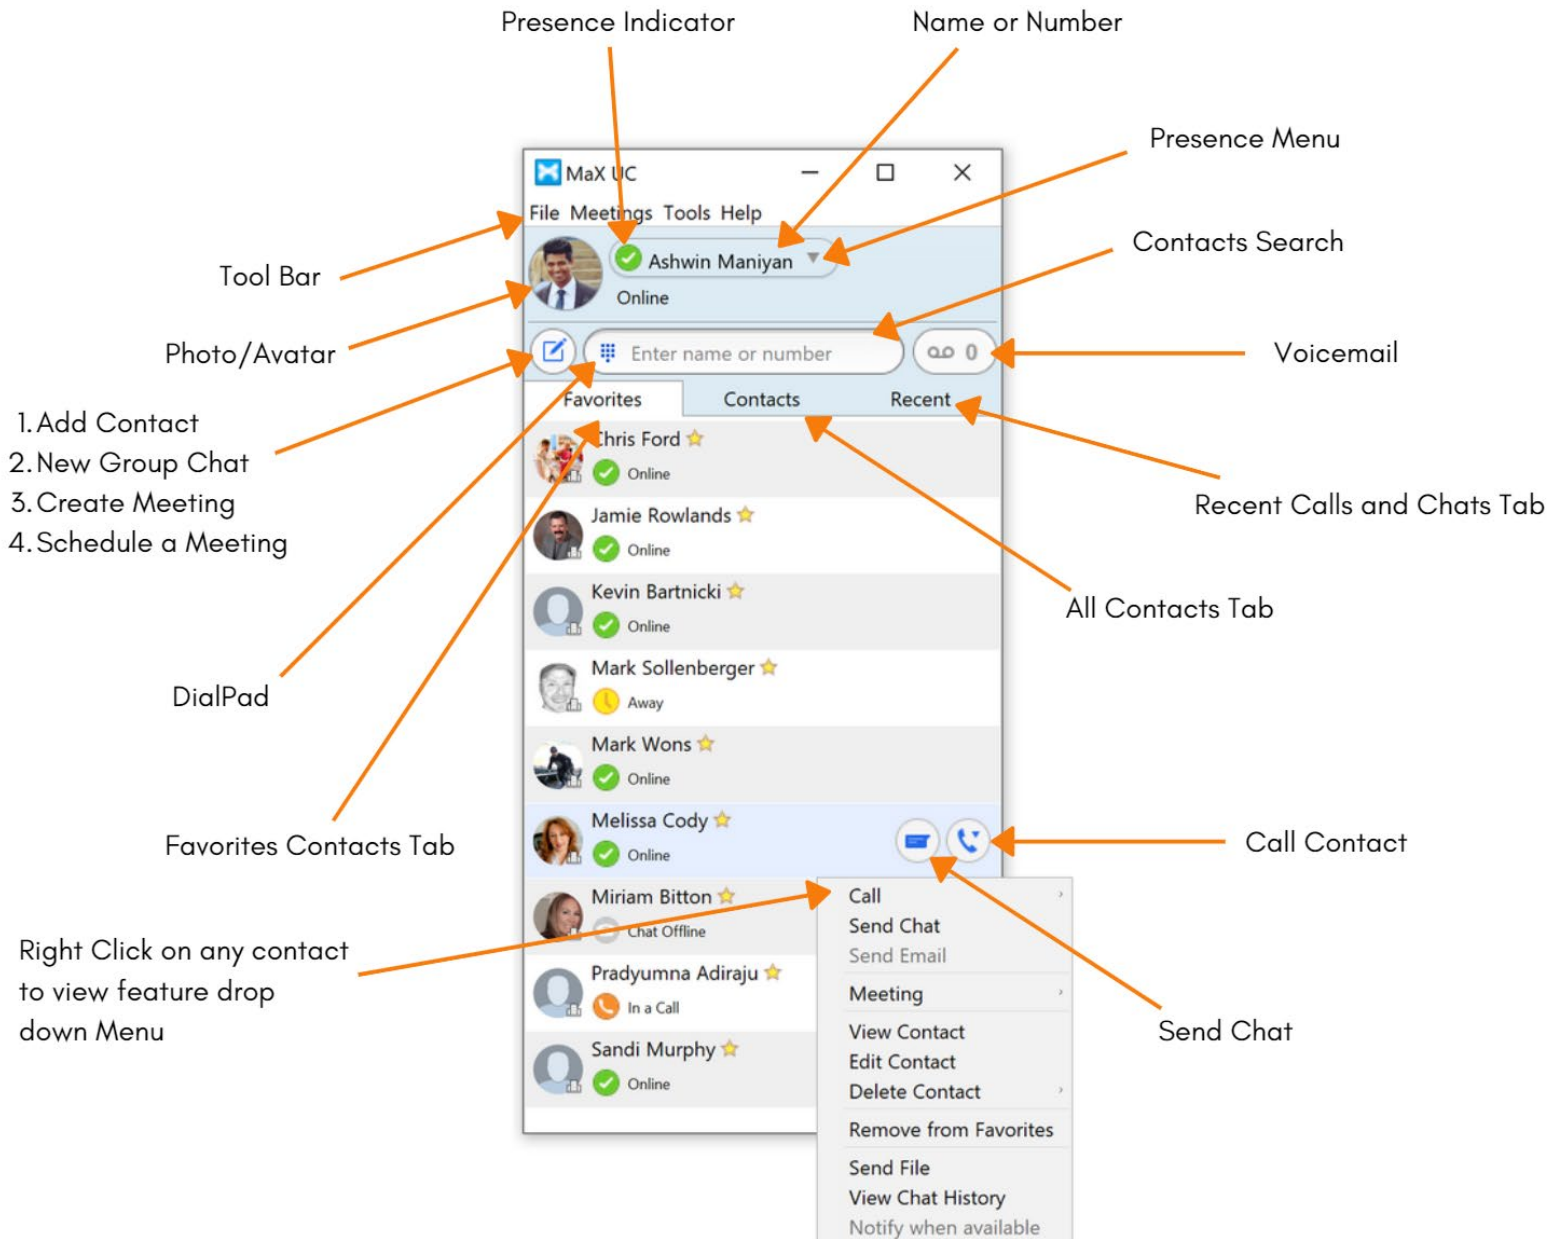 Presence Indicator
Name or Number
Presence Menu
MaX UC
File Meetings Tools Help
Contacts Search
Ashwin Maniyan
Tool Bar
Online
Photo/Avatar
Enter name or number
0
Voicemail
Favorites
Contacts
Recent
1. Add Contact
2. New Group Chat
3. Create Meeting
4. Schedule a Meeting
Chris Ford
Online
Recent Calls and Chats Tab
Jamie Rowlands
Online
Kevin Bartnicki
Online
All Contacts Tab
Mark Sollenberger
Away
DialPad
Mark Wons
Online
Melissa Cody
Online
Favorites Contacts Tab
Call Contact
Miriam Bitton
Chat Offline
Right Click on any contact
to view feature drop
down Menu
Pradyumna Adiraju
In a Call
Sandi Murphy
Online
Call
Send Chat
Send Email
Meeting
View Contact
Edit Contact
Delete Contact
Remove from Favorites
Send File
View Chat History
Notify when available
Send Chat